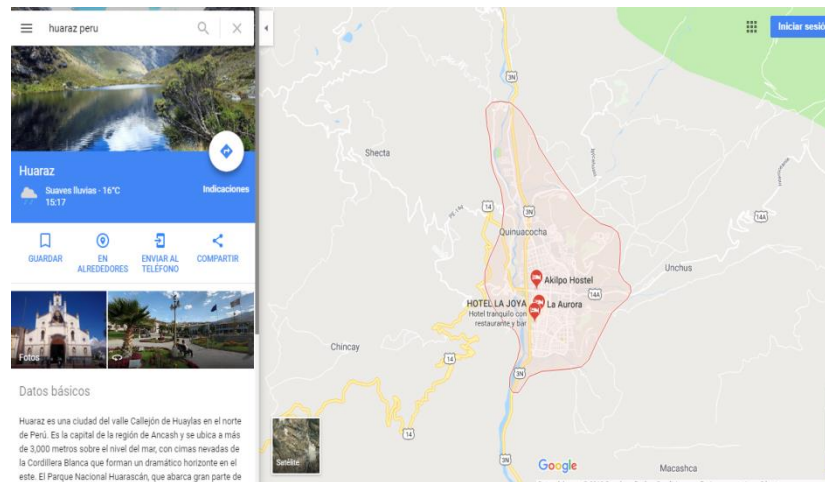 huaraz peru
Huaraz
Suaves lluvias · 16°C
15:17
Indicaciones
GUARDAR
EN ALREDEDORES
ENVIAR AL TELÉFONO
COMPARTIR
Fotos
Datos básicos
Huaraz es una ciudad del valle Callejón de Huaylas en el norte
de Perú. Es la capital de la región de Ancash y se ubica a más
de 3,000 metros sobre el nivel del mar, con cimas nevadas de
la Cordillera Blanca que forman un dramático horizonte en el
este. El Parque Nacional Huarascán, que abarca gran parte de
Iniciar sesió
3N
Shecta
14
3N
Quinuacocha
14A
Unchus
Akilpo Hostel
14A
HOTEL LA JOYA
Hotel tranquilo con
restaurante y bar
La Aurora
Chincay
14
3N
14
3N
Satélite
Google
Macashca